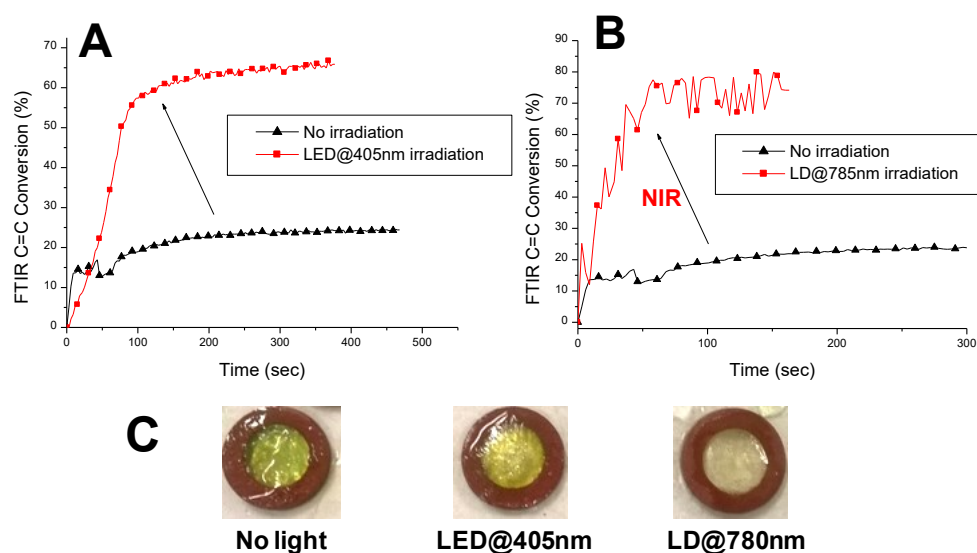 A
FTIR C=C Conversion (%)
70
60
50
40
30
20
10
0
No irradiation
LED@405nm irradiation
0 100 200 300 400 500
Time (sec)
B
FTIR C=C Conversion (%)
90
80
70
60
50
40
30
20
10
0
No irradiation
LD@785nm irradiation
NIR
0 100 200 300
Time (sec)
C
No light
LED@405nm
LD@780nm